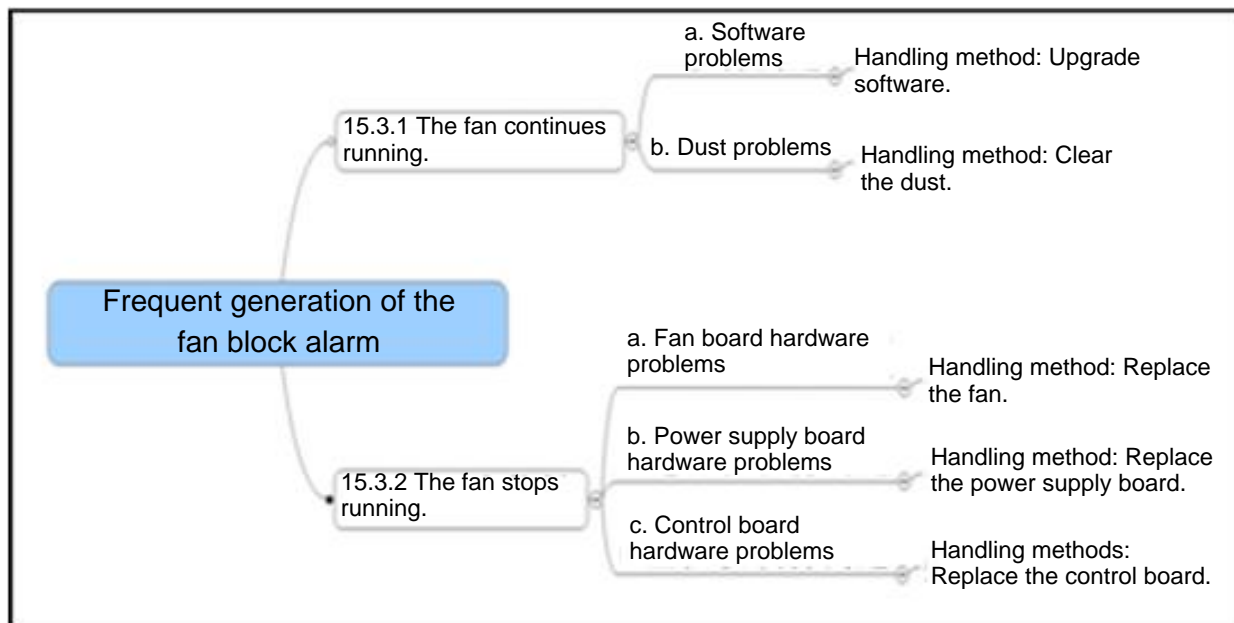 a. Software
problems
Handling method: Upgrade
software.
15.3.1 The fan continues
running.
b. Dust problems
Handling method: Clear
the dust.
Frequent generation of the
fan block alarm
a. Fan board hardware
problems
Handling method: Replace
the fan.
b. Power supply board
hardware problems
Handling method: Replace
the power supply board.
15.3.2 The fan stops
running.
c. Control board
hardware problems
Handling methods:
Replace the control board.